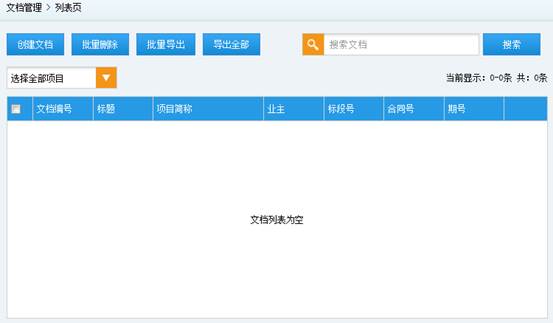 文档管理 > 列表页
创建文档 批量删除 批量导出 导出全部 搜索文档 搜索
选择全部项目 当前显示：0-0条 共：0条
文档编号 标题 项目简称 业主 标段号 合同号 期号
文档列表为空